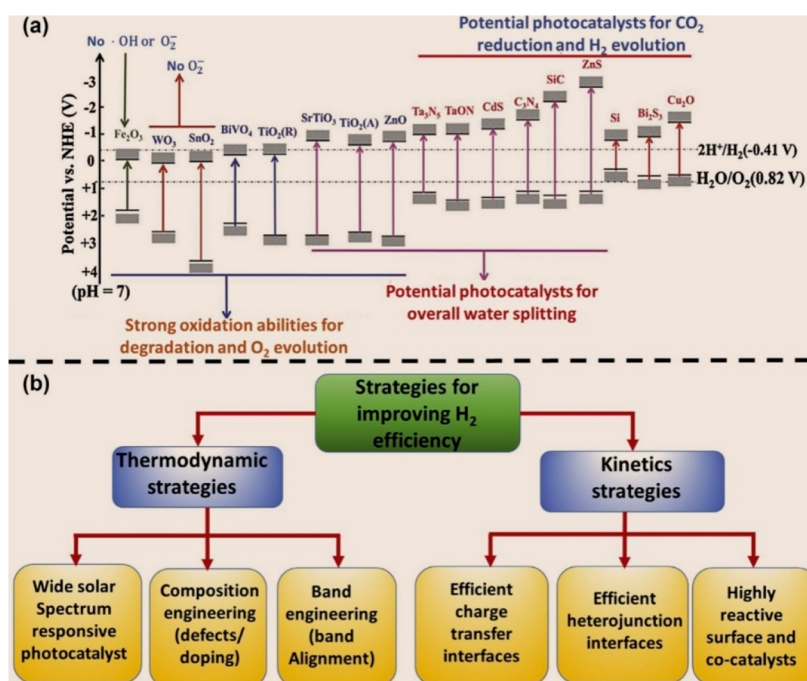 (a)
No · OH or O₂⁻
No O₂⁻
Potential photocatalysts for CO₂
reduction and H₂ evolution
Potential vs. NHE (V)
-3
-2
-1
0
+1
+2
+3
+4
(pH = 7)
Fe₂O₃
WO₃
SnO₂
BiVO₄
TiO₂(R)
SrTiO₃
TiO₂(A)
ZnO
Ta₃N₅
TaON
CdS
C₃N₄
SiC
ZnS
Si
Bi₂S₃
Cu₂O
2H⁺/H₂(-0.41 V)
H₂O/O₂(0.82 V)
Strong oxidation abilities for
degradation and O₂ evolution
Potential photocatalysts for
overall water splitting
(b)
Strategies for
improving H₂
efficiency
Thermodynamic
strategies
Kinetics
strategies
Wide solar
Spectrum
responsive
photocatalyst
Composition
engineering
(defects/
doping)
Band
engineering
(band
Alignment)
Efficient
charge
transfer
interfaces
Efficient
heterojunction
interfaces
Highly
reactive
surface and
co-catalysts